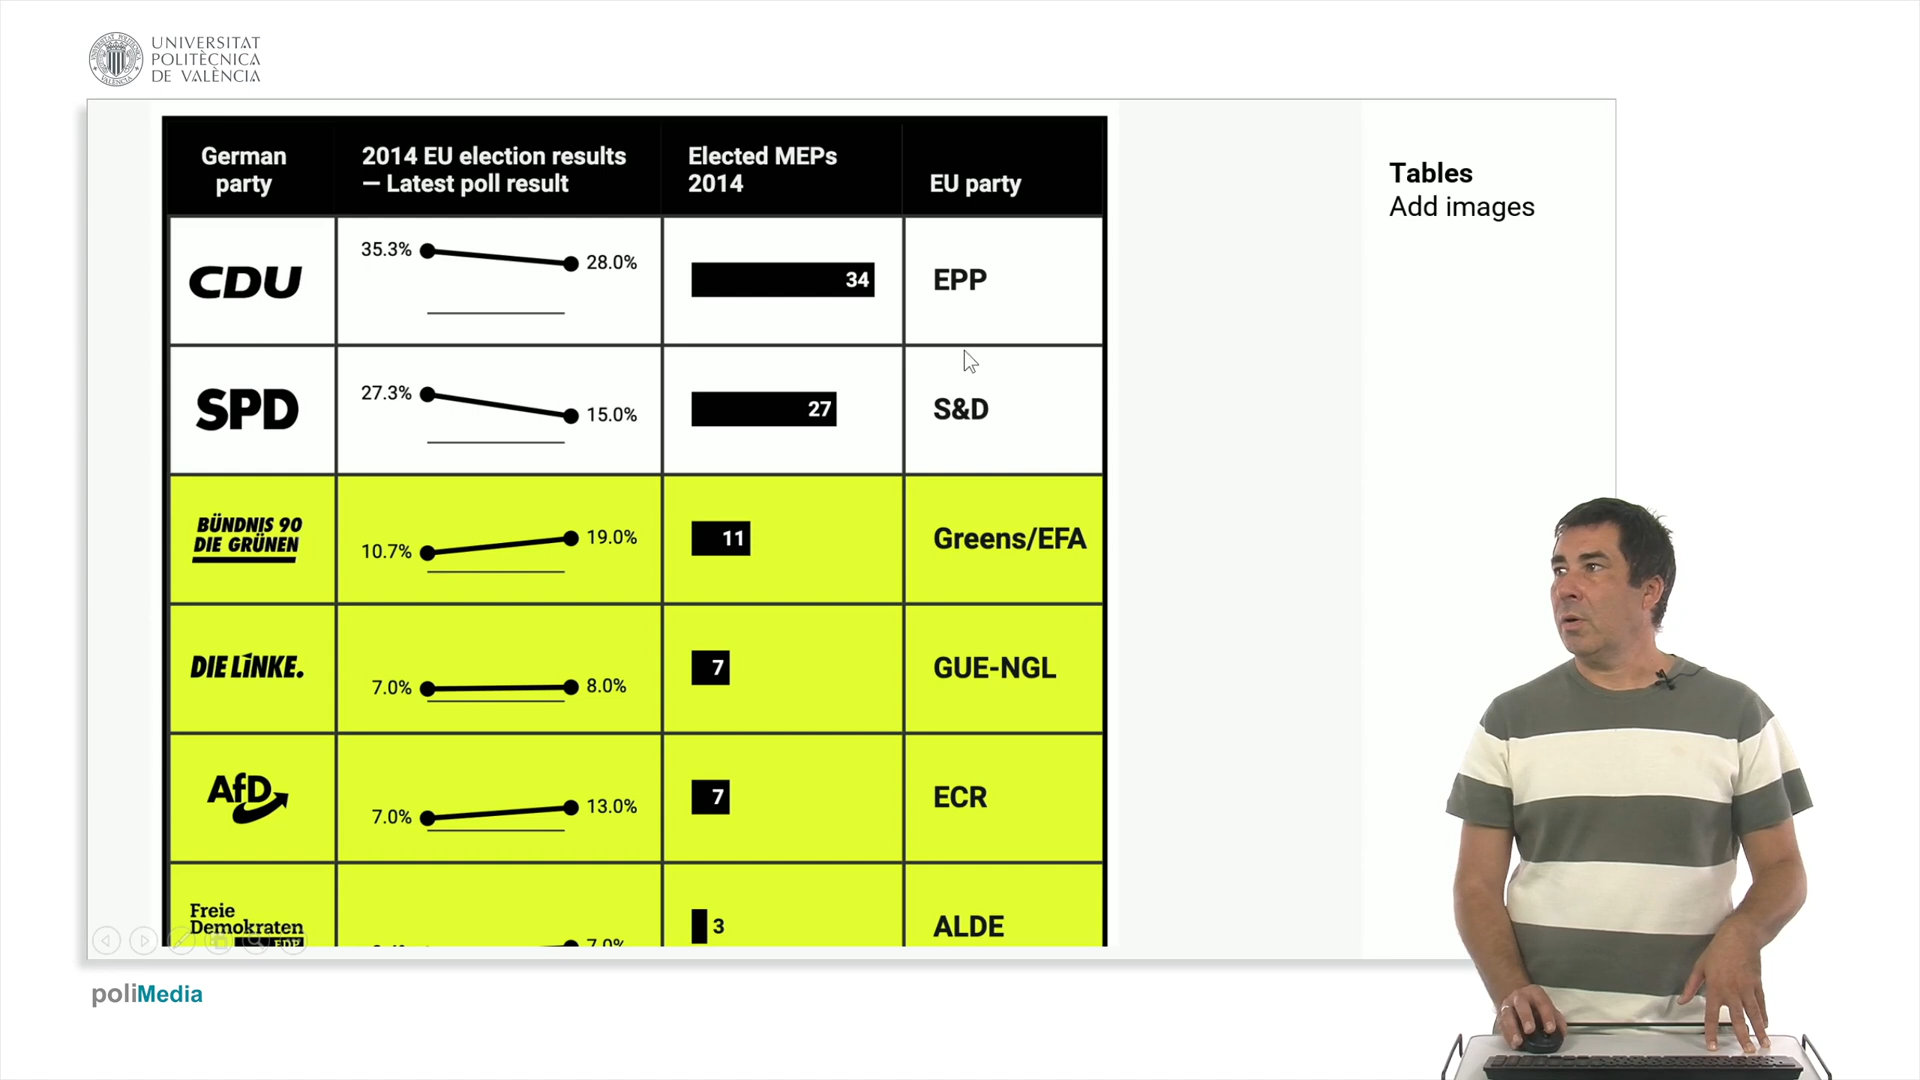 UNIVERSITAT
POLITÈCNICA
DE VALÈNCIA
German
party
2014 EU election results
— Latest poll result
Elected MEPs
2014
EU party
Tables
Add images
CDU
35.3%
28.0%
34
EPP
SPD
27.3%
15.0%
27
S&D
BÜNDNIS 90
DIE GRÜNEN
10.7%
19.0%
11
Greens/EFA
DIE LINKE.
7.0%
8.0%
7
GUE-NGL
AfD
7.0%
13.0%
7
ECR
Freie
Demokraten
FDP
7.0%
3
ALDE
poliMedia